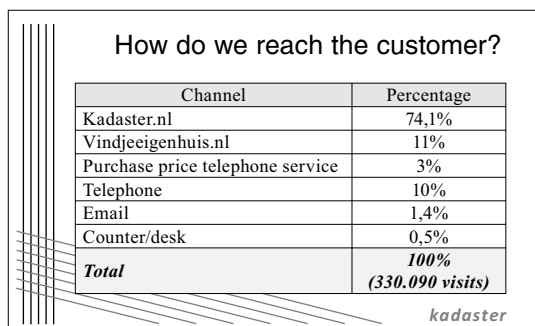 How do we reach the customer?
Channel Percentage
Kadaster.nl 74,1%
Vindjeeigenhuis.nl 11%
Purchase price telephone service 3%
Telephone 10%
Email 1,4%
Counter/desk 0,5%
Total 100%
(330.090 visits)
kadaster